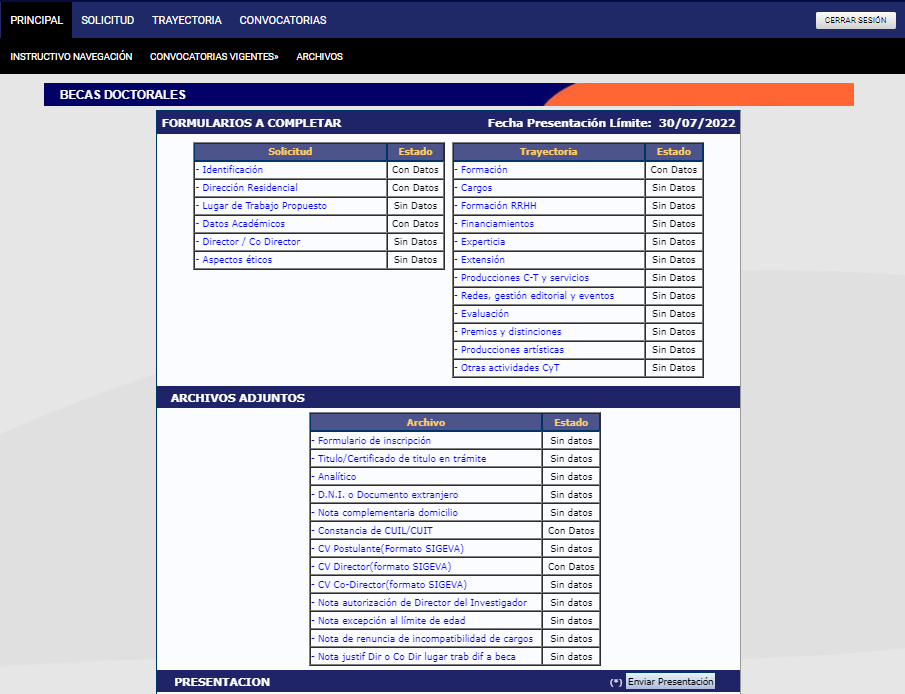 PRINCIPAL SOLICITUD TRAYECTORIA CONVOCATORIAS CERRAR SESIÓN
INSTRUCTIVO NAVEGACIÓN CONVOCATORIAS VIGENTES» ARCHIVOS
BECAS DOCTORALES
FORMULARIOS A COMPLETAR Fecha Presentación Límite: 30/07/2022
Solicitud Estado
- Identificación Con Datos
- Dirección Residencial Con Datos
- Lugar de Trabajo Propuesto Sin Datos
- Datos Académicos Con Datos
- Director / Co Director Sin Datos
- Aspectos éticos Sin Datos
Trayectoria Estado
- Formación Con Datos
- Cargos Sin Datos
- Formación RRHH Sin Datos
- Financiamientos Sin Datos
- Experticia Sin Datos
- Extensión Sin Datos
- Producciones C-T y servicios Sin Datos
- Redes, gestión editorial y eventos Sin Datos
- Evaluación Sin Datos
- Premios y distinciones Sin Datos
- Producciones artísticas Sin Datos
- Otras actividades CyT Sin Datos
ARCHIVOS ADJUNTOS
Archivo Estado
- Formulario de inscripción Sin datos
- Titulo/Certificado de titulo en trámite Sin datos
- Analítico Sin datos
- D.N.I. o Documento extranjero Sin datos
- Nota complementaria domicilio Sin datos
- Constancia de CUIL/CUIT Con Datos
- CV Postulante(Formato SIGEVA) Sin datos
- CV Director(formato SIGEVA) Con Datos
- CV Co-Director(formato SIGEVA) Sin datos
- Nota autorización de Director del Investigador Sin datos
- Nota excepción al límite de edad Sin datos
- Nota de renuncia de incompatibilidad de cargos Sin datos
- Nota justif Dir o Co Dir lugar trab dif a beca Sin datos
PRESENTACION (*) Enviar Presentación